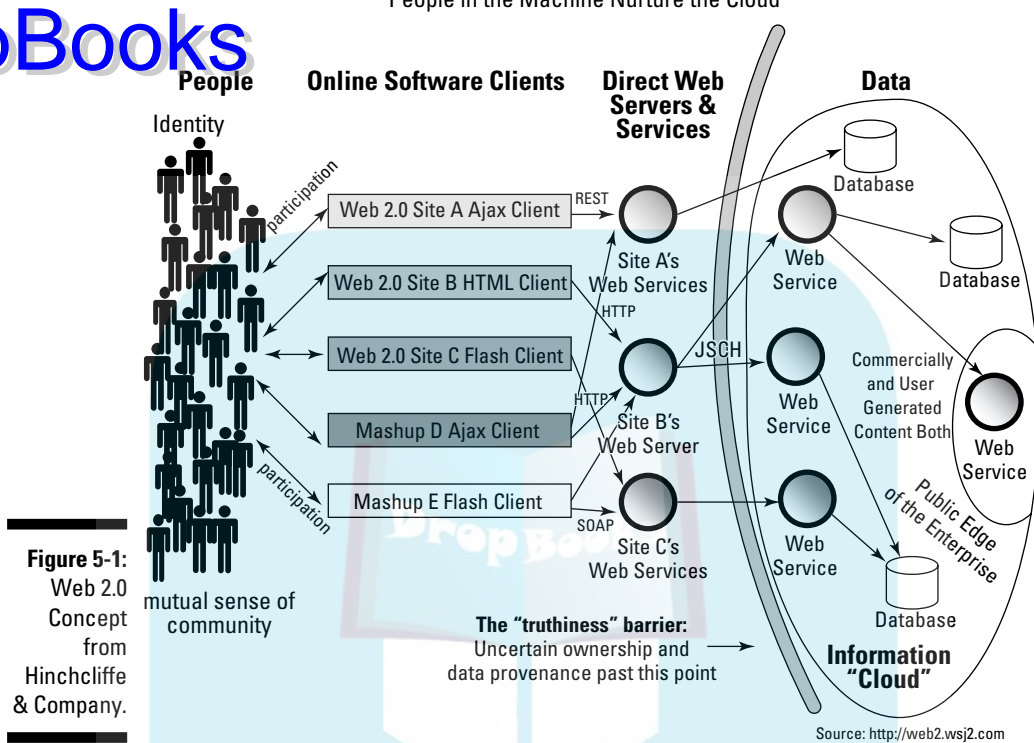 People in the Machine Nurture the Cloud
pBooks
People
Online Software Clients
Direct Web
Servers &
Services
Data
Identity
participation
Web 2.0 Site A Ajax Client
REST
Site A's
Web Services
Database
Web
Service
Database
Web 2.0 Site B HTML Client
HTTP
Web 2.0 Site C Flash Client
JSCH
Web
Service
Commercially
and User
Generated
Content Both
Web
Service
HTTP
Mashup D Ajax Client
Site B's
Web Server
participation
Mashup E Flash Client
SOAP
Site C's
Web Services
Web
Service
Public Edge
of the Enterprise
Database
Information
"Cloud"
DropBooks
mutual sense of
community
The "truthiness" barrier:
Uncertain ownership and
data provenance past this point
Figure 5-1:
Web 2.0
Concept
from
Hinchcliffe
& Company.
Source: http://web2.wsj2.com